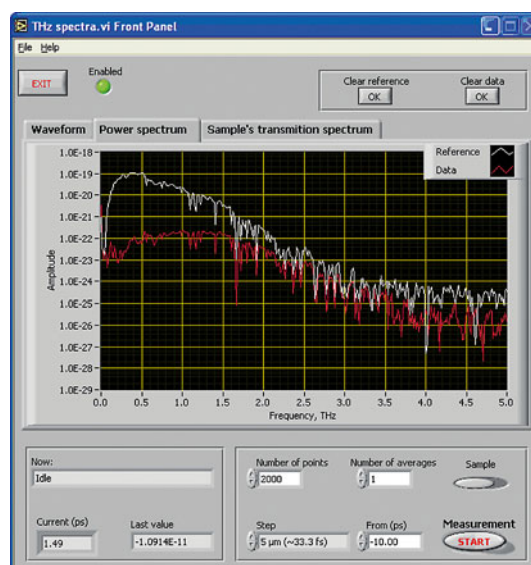 THz spectra.vi Front Panel
File Help
EXIT
Enabled
Clear reference
OK
Clear data
OK
Waveform
Power spectrum
Sample's transmition spectrum
Reference
Data
1.0E-18
1.0E-19
1.0E-20
1.0E-21
1.0E-22
1.0E-23
1.0E-24
1.0E-25
1.0E-26
1.0E-27
1.0E-28
1.0E-29
Amplitude
0.0 0.5 1.0 1.5 2.0 2.5 3.0 3.5 4.0 4.5 5.0
Frequency, THz
Now:
Idle
Current (ps)
1.49
Last value
-1.0914E-11
Number of points
2000
Number of averages
1
Sample
Step
5 µm (~33.3 fs)
From (ps)
-10.00
Measurement
START